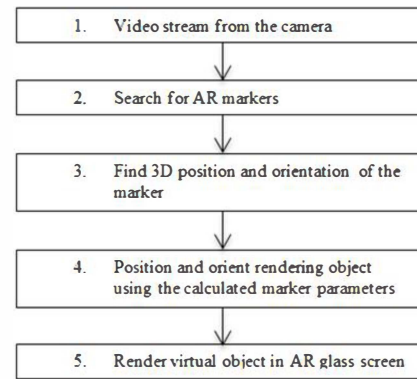 1. Video stream from the camera
2. Search for AR markers
3. Find 3D position and orientation of the
marker
4. Position and orient rendering object
using the calculated marker parameters
5. Render virtual object in AR glass screen